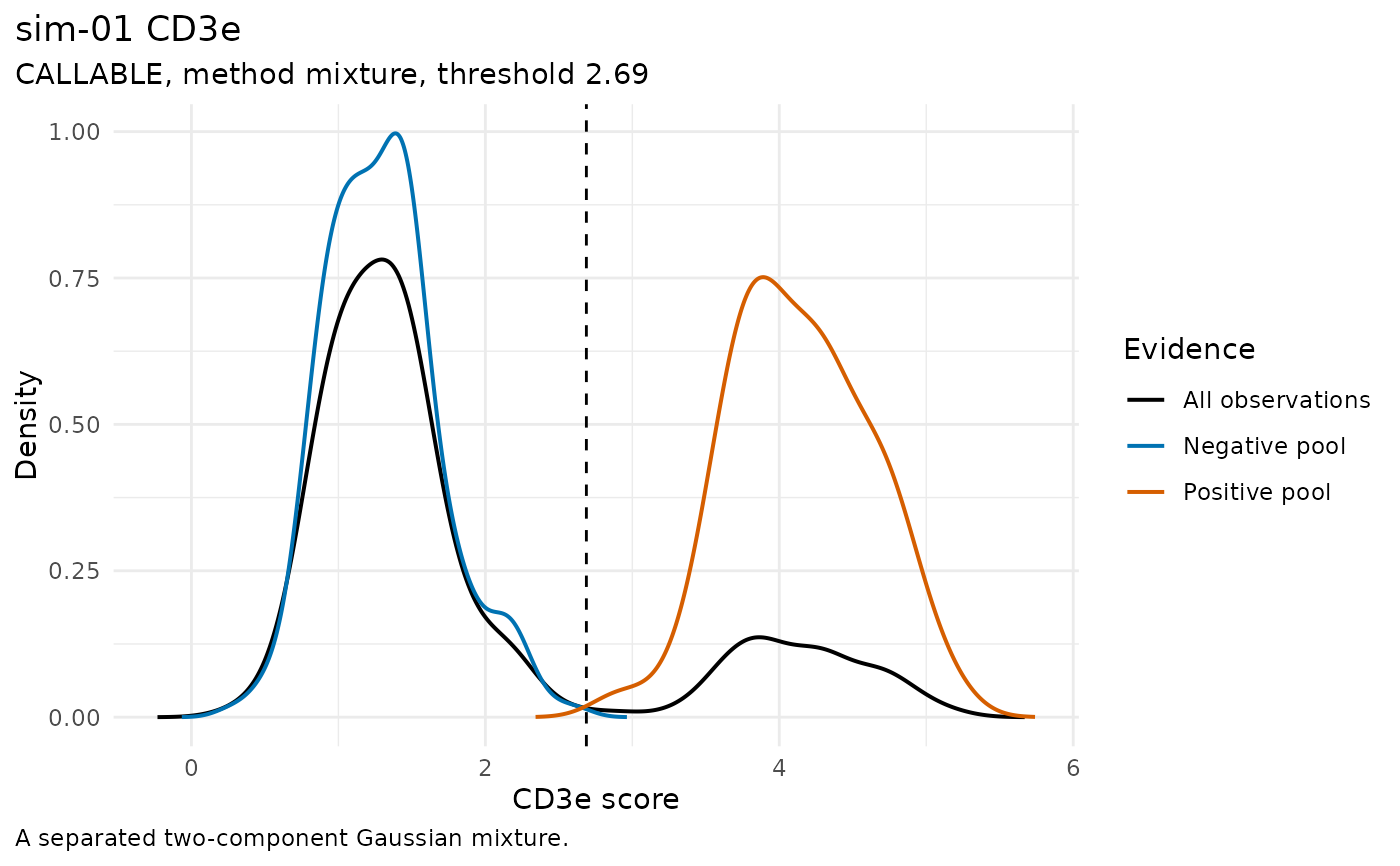 sim-01 CD3e
CALLABLE, method mixture, threshold 2.69
1.00
0.75
0.50
0.25
0.00
Density
0
2
4
6
CD3e score
Evidence
All observations
Negative pool
Positive pool
A separated two-component Gaussian mixture.